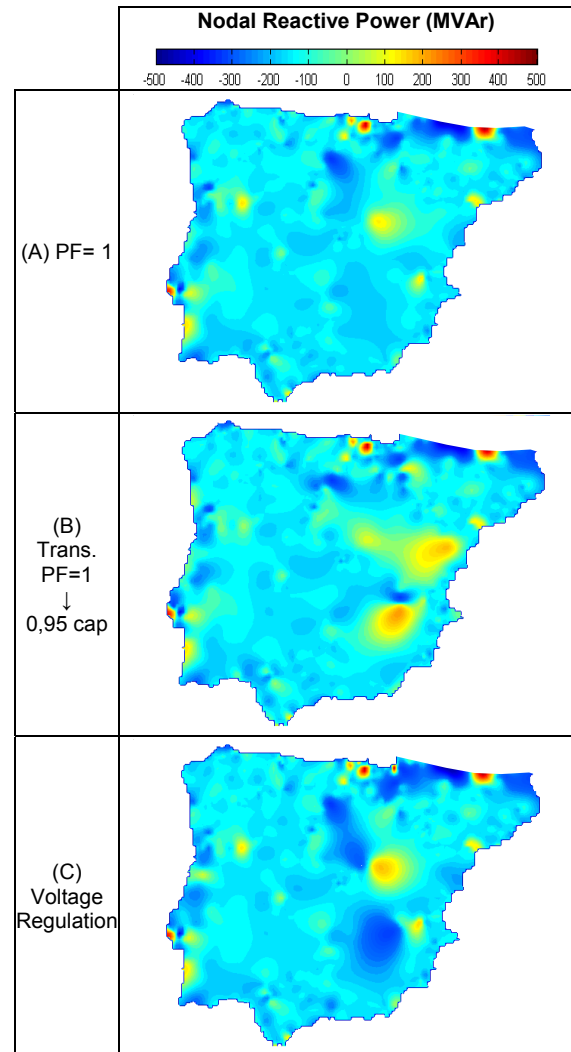 Nodal Reactive Power (MVAr)
-500 -400 -300 -200 -100 0 100 200 300 400 500
(A) PF= 1
(B)
Trans.
PF=1
↓
0,95 cap
(C)
Voltage
Regulation